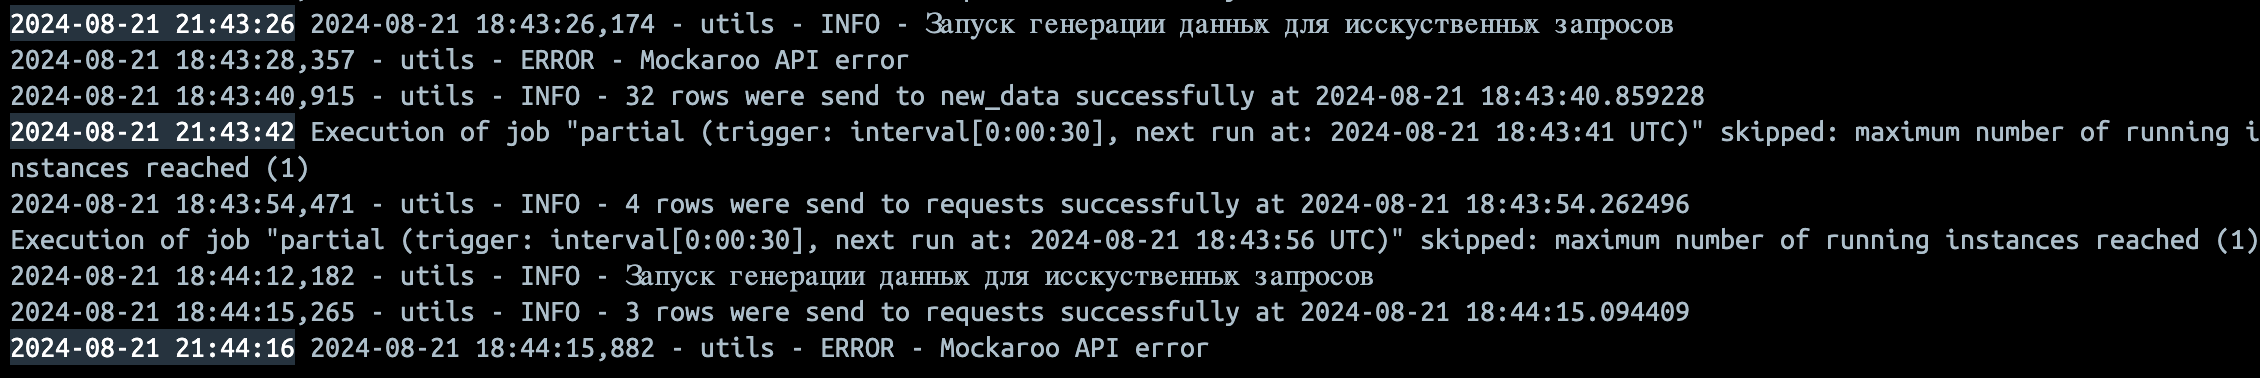 2024-08-21 21:43:26 2024-08-21 18:43:26,174 - utils - INFO - Запуск генерации данных для исскуственных запросов
2024-08-21 18:43:28,357 - utils - ERROR - Mockaroo API error
2024-08-21 18:43:40,915 - utils - INFO - 32 rows were send to new_data successfully at 2024-08-21 18:43:40.859228
2024-08-21 21:43:42 Execution of job "partial (trigger: interval[0:00:30], next run at: 2024-08-21 18:43:41 UTC)" skipped: maximum number of running i
nstances reached (1)
2024-08-21 18:43:54,471 - utils - INFO - 4 rows were send to requests successfully at 2024-08-21 18:43:54.262496
Execution of job "partial (trigger: interval[0:00:30], next run at: 2024-08-21 18:43:56 UTC)" skipped: maximum number of running instances reached (1)
2024-08-21 18:44:12,182 - utils - INFO - Запуск генерации данных для исскуственных запросов
2024-08-21 18:44:15,265 - utils - INFO - 3 rows were send to requests successfully at 2024-08-21 18:44:15.094409
2024-08-21 21:44:16 2024-08-21 18:44:15,882 - utils - ERROR - Mockaroo API error